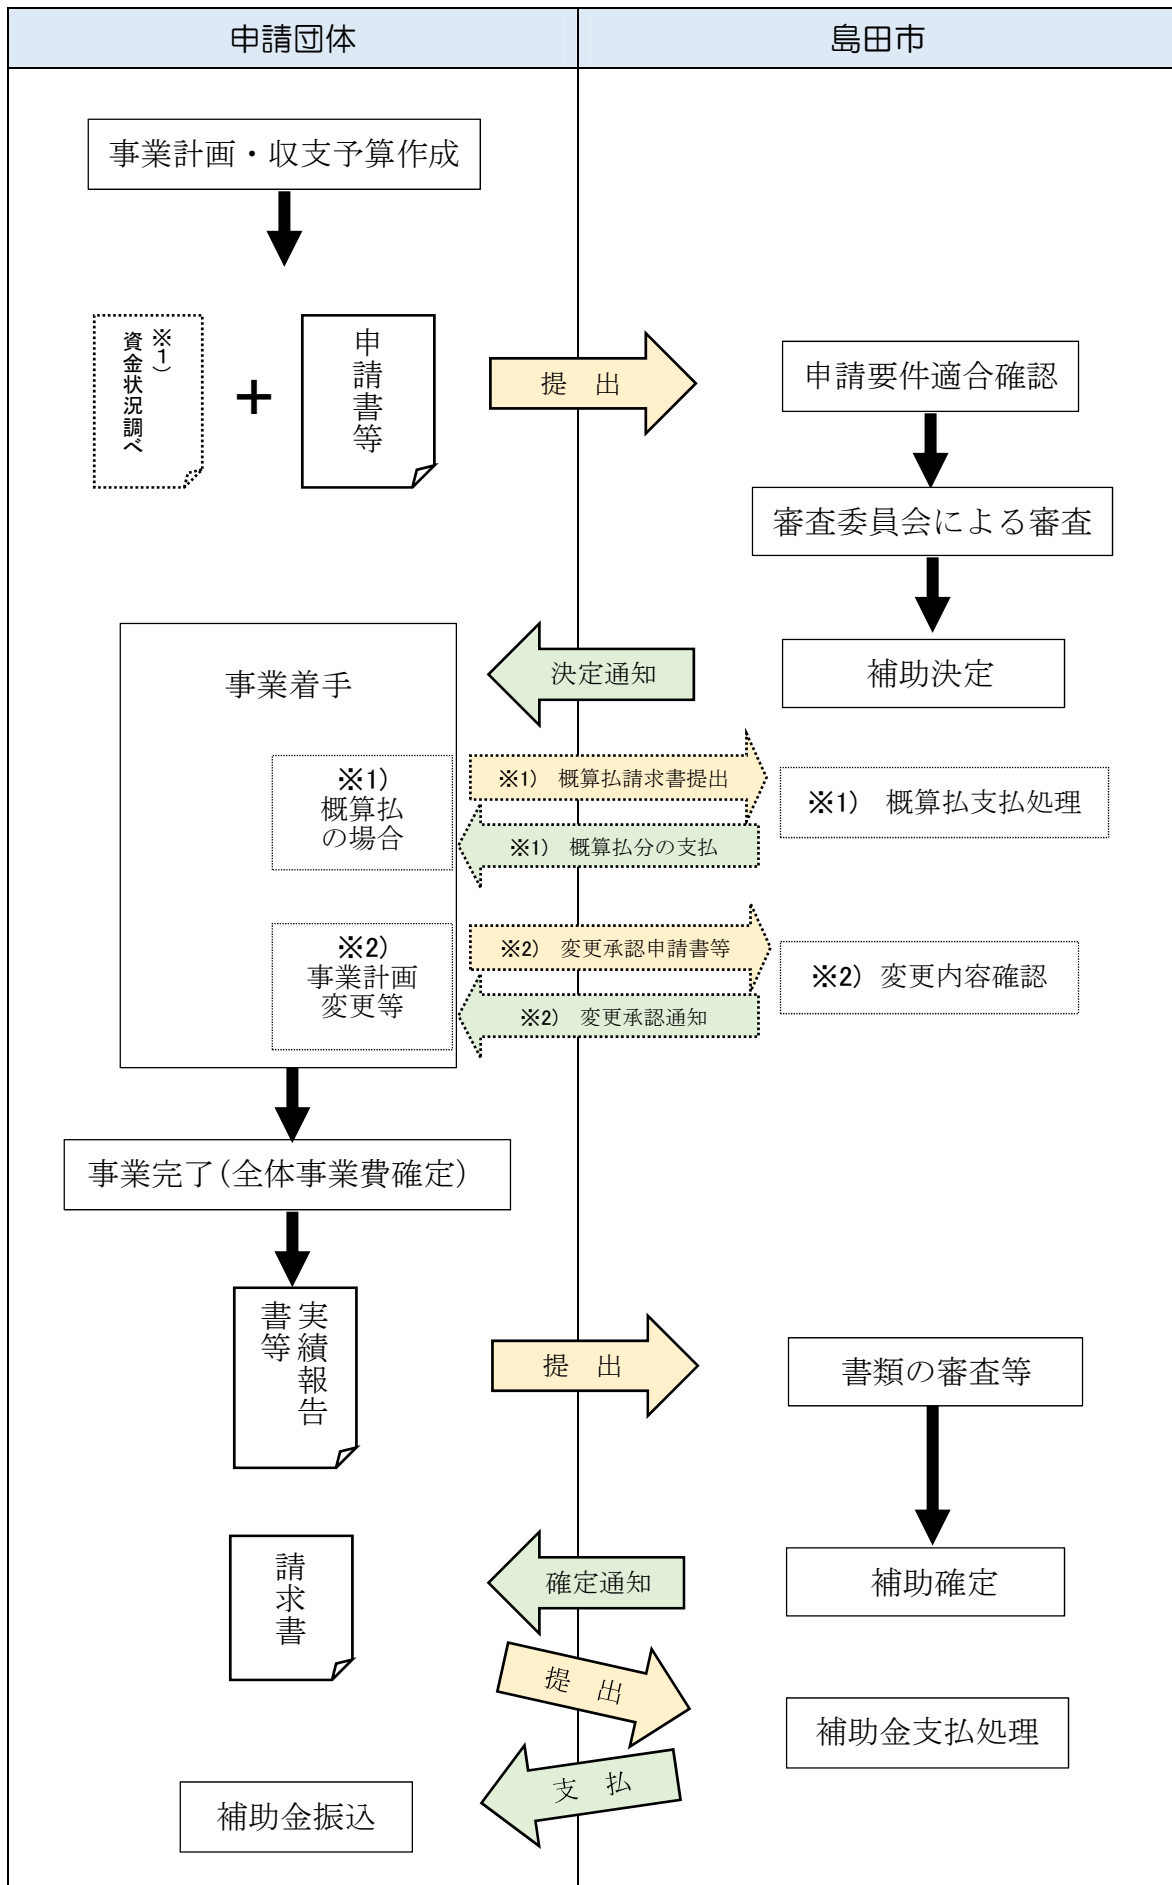 申請団体
島田市
事業計画・収支予算作成
※１）
資金状況調べ
＋
申請書等
提　出
申請要件適合確認
審査委員会による審査
補助決定
決定通知
事業着手
※1）
概算払
の場合
※1）　概算払請求書提出
※1）　概算払分の支払
※1）　概算払支払処理
※2）
事業計画
変更等
※2）　変更承認申請書等
※2）　変更承認通知
※2）変更内容確認
事業完了（全体事業費確定）
実績報告
書等
提　出
書類の審査等
補助確定
確定通知
請求書
提　出
補助金支払処理
支　払
補助金振込